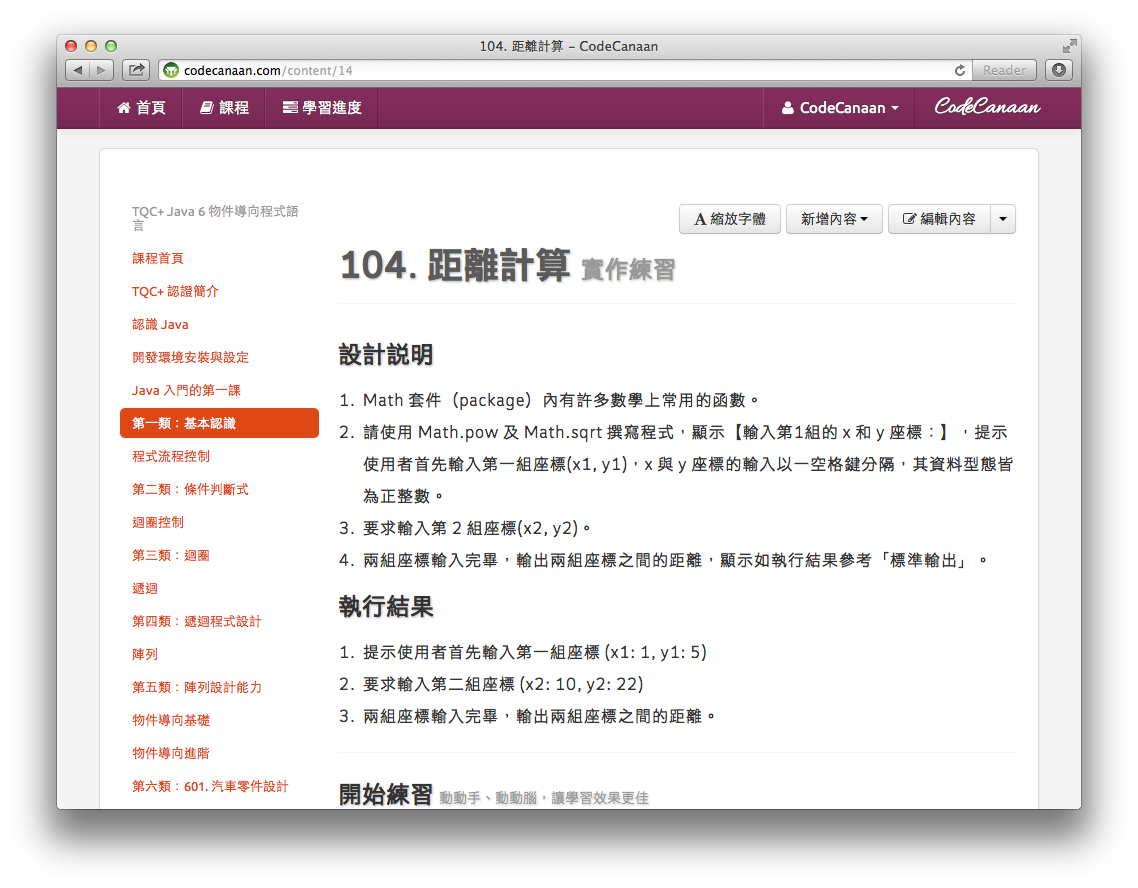 104. 距離計算 – CodeCanaan
codecanaan.com/content/14
Reader
首頁
課程
學習進度
CodeCanaan
CodeCanaan
TQC+ Java 6 物件導向程式語
言
課程首頁
TQC+ 認證簡介
認識 Java
開發環境安裝與設定
Java 入門的第一課
第一類：基本認識
程式流程控制
第二類：條件判斷式
迴圈控制
第三類：迴圈
遞迴
第四類：遞迴程式設計
陣列
第五類：陣列設計能力
物件導向基礎
物件導向進階
第六類：601. 汽車零件設計
A 縮放字體
新增內容
編輯內容
104. 距離計算 實作練習
設計説明
1. Math 套件（package）內有許多數學上常用的函數。
2. 請使用 Math.pow 及 Math.sqrt 撰寫程式，顯示【輸入第1組的 x 和 y 座標：】，提示
使用者首先輸入第一組座標(x1, y1)，x 與 y 座標的輸入以一空格鍵分隔，其資料型態皆
為正整數。
3. 要求輸入第 2 組座標(x2, y2)。
4. 兩組座標輸入完畢，輸出兩組座標之間的距離，顯示如執行結果參考「標準輸出」。
執行結果
1. 提示使用者首先輸入第一組座標 (x1: 1, y1: 5)
2. 要求輸入第二組座標 (x2: 10, y2: 22)
3. 兩組座標輸入完畢，輸出兩組座標之間的距離。
開始練習 動動手、動動腦，讓學習效果更佳